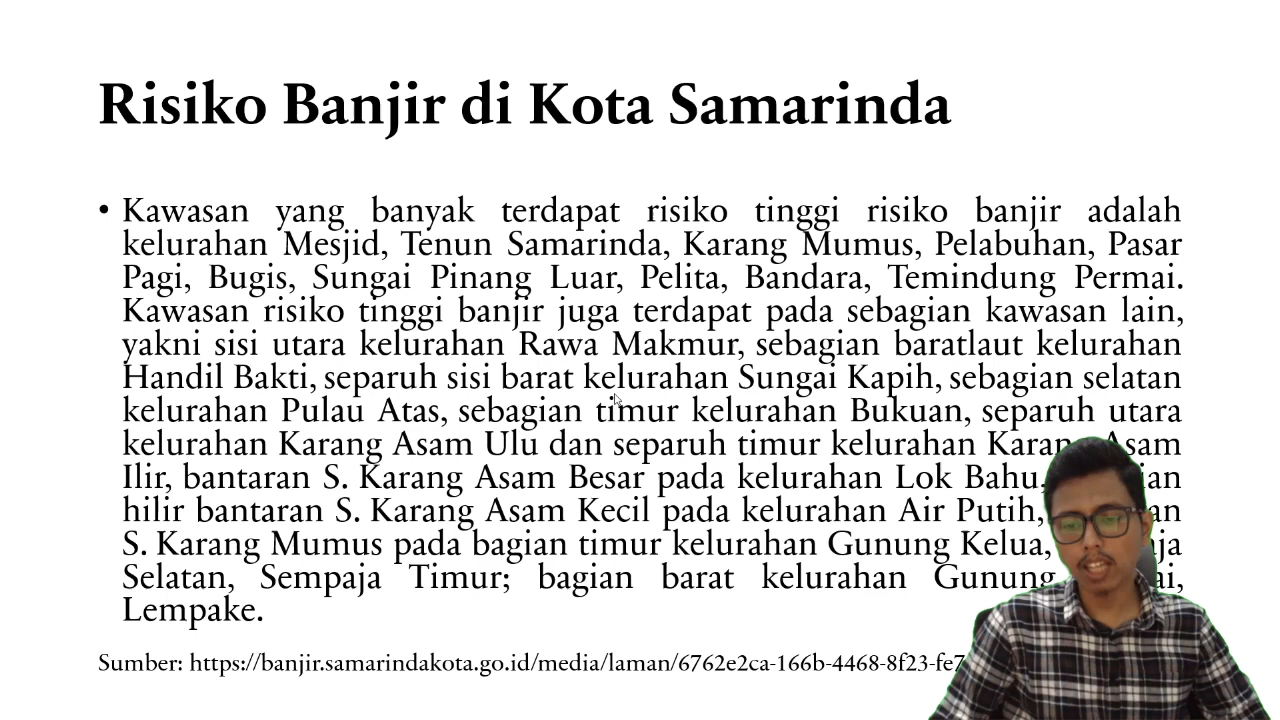 Risiko Banjir di Kota Samarinda
• Kawasan yang banyak terdapat risiko tinggi risiko banjir adalah
kelurahan Mesjid, Tenun Samarinda, Karang Mumus, Pelabuhan, Pasar
Pagi, Bugis, Sungai Pinang Luar, Pelita, Bandara, Temindung Permai.
Kawasan risiko tinggi banjir juga terdapat pada sebagian kawasan lain,
yakni sisi utara kelurahan Rawa Makmur, sebagian baratlaut kelurahan
Handil Bakti, separuh sisi barat kelurahan Sungai Kapih, sebagian selatan
kelurahan Pulau Atas, sebagian timur kelurahan Bukuan, separuh utara
kelurahan Karang Asam Ulu dan separuh timur kelurahan Karang Asam
Ilir, bantaran S. Karang Asam Besar pada kelurahan Lok Bahu,
hilir bantaran S. Karang Asam Kecil pada kelurahan Air Putih,
S. Karang Mumus pada bagian timur kelurahan Gunung Kelua,
Selatan, Sempaja Timur; bagian barat kelurahan Gunung
Lempake.
Sumber: https://banjir.samarindakota.go.id/media/laman/6762e2ca-166b-4468-8f23-fe7